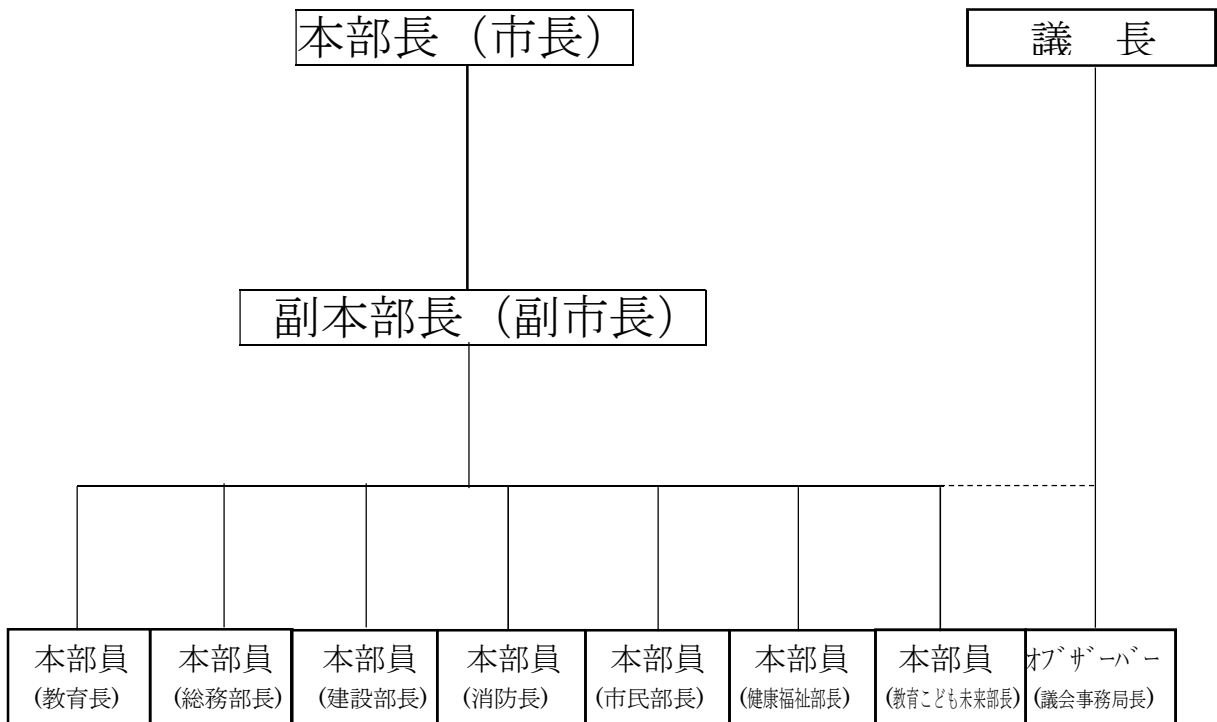 本部長（市長）
議　長
副本部長（副市長）
本部員
(教育長)
本部員
(総務部長)
本部員
(建設部長)
本部員
(消防長)
本部員
(市民部長)
本部員
(健康福祉部長)
本部員
(教育こども未来部長)
ｵﾌﾞｻﾞｰﾊﾞｰ
(議会事務局長)